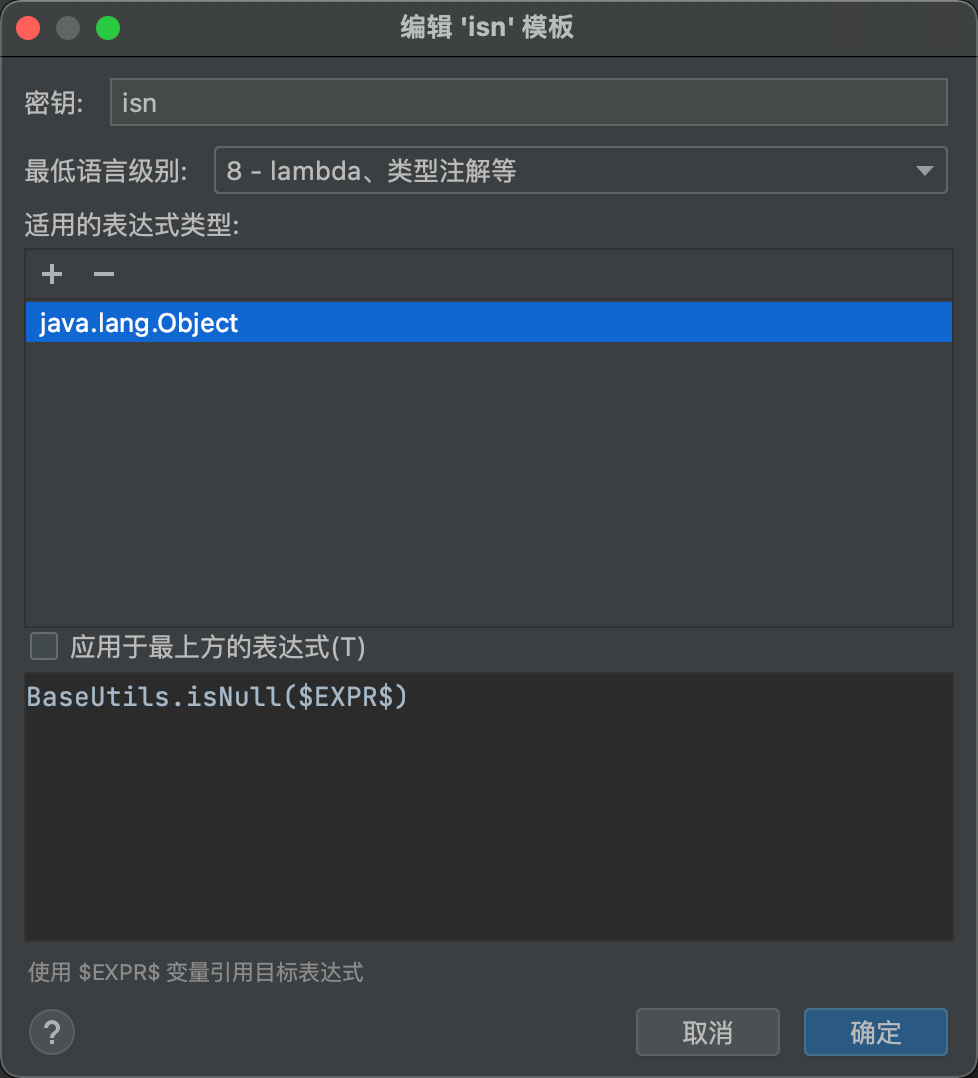 编辑 'isn' 模板
密钥: isn
最低语言级别: 8 - lambda、类型注解等
适用的表达式类型:
java.lang.Object
应用于最上方的表达式(T)
BaseUtils.isNull($EXPR$)
使用 $EXPR$ 变量引用目标表达式
? 取消 确定